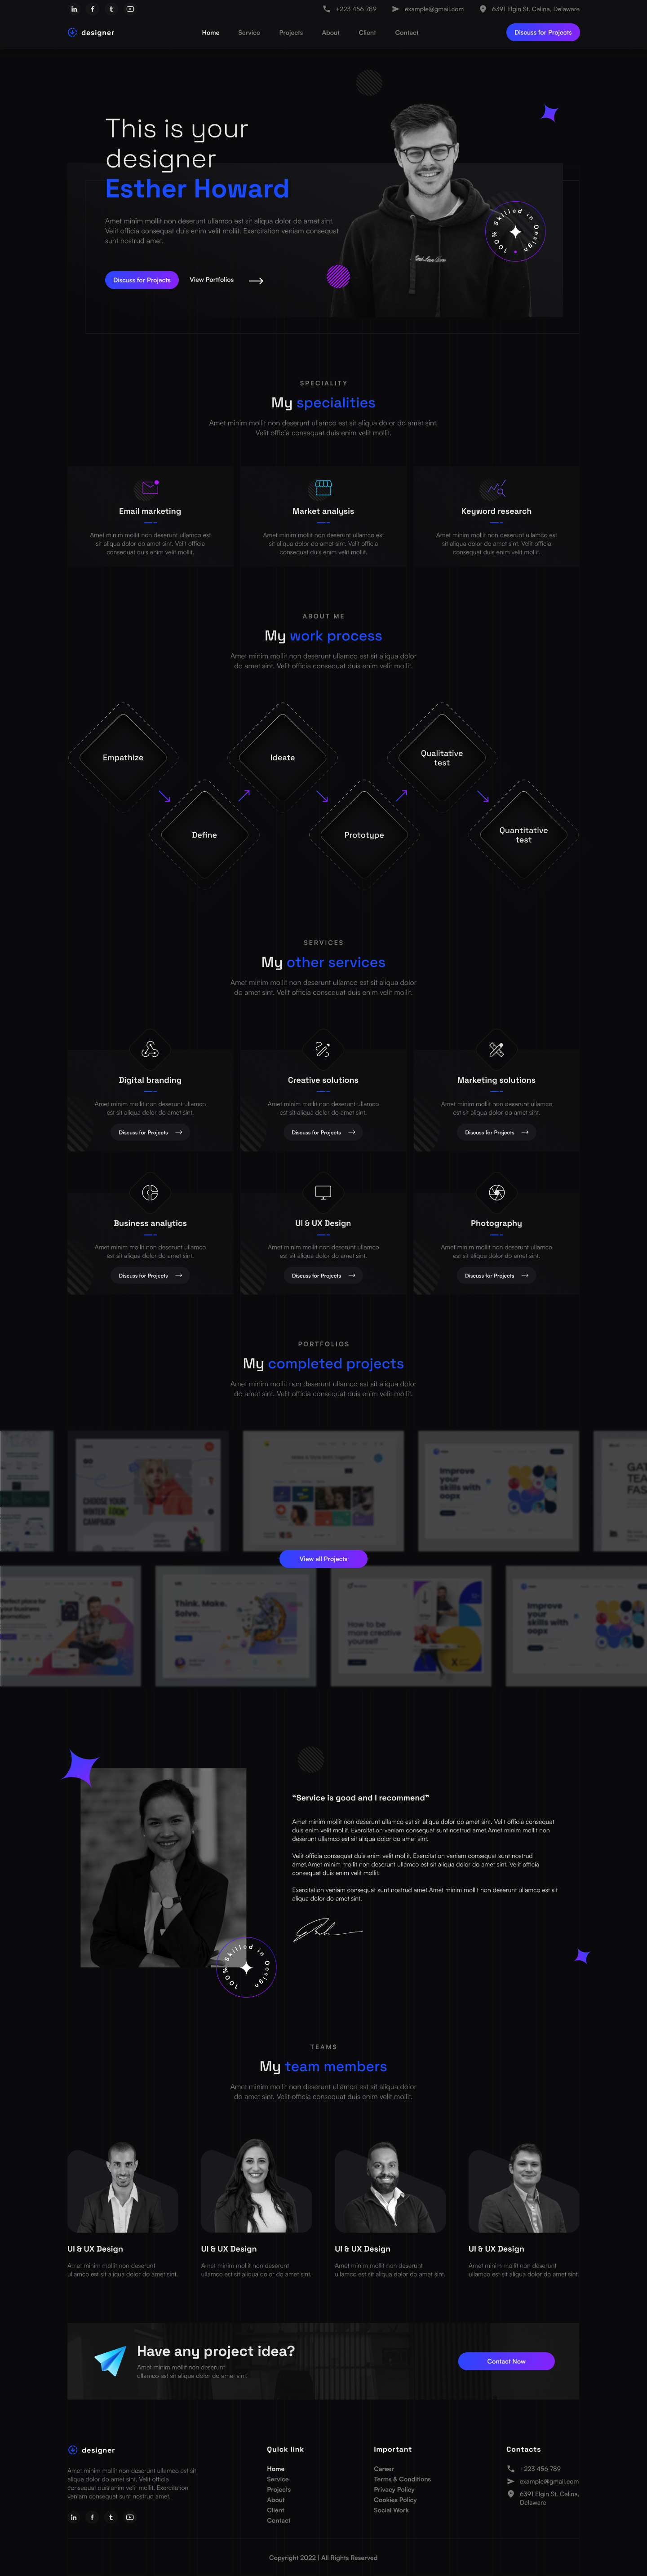 +223 456 789
example@gmail.com
6391 Elgin St. Celina, Delaware
designer
Home
Service
Projects
About
Client
Contact
Discuss for Projects
This is your
designer
Esther Howard
Amet minim mollit non deserunt ullamco est sit aliqua dolor do amet sint.
Velit officia consequat duis enim velit mollit. Exercitation veniam consequat
sunt nostrud amet.
Discuss for Projects
View Portfolios
100% Skilled in Design
SPECIALITY
My specialities
Amet minim mollit non deserunt ullamco est sit aliqua dolor do amet sint.
Velit officia consequat duis enim velit mollit.
Email marketing
Amet minim mollit non deserunt ullamco est
sit aliqua dolor do amet sint. Velit officia
consequat duis enim velit mollit.
Market analysis
Amet minim mollit non deserunt ullamco est
sit aliqua dolor do amet sint. Velit officia
consequat duis enim velit mollit.
Keyword research
Amet minim mollit non deserunt ullamco est
sit aliqua dolor do amet sint. Velit officia
consequat duis enim velit mollit.
ABOUT ME
My work process
Amet minim mollit non deserunt ullamco est sit aliqua dolor
do amet sint. Velit officia consequat duis enim velit mollit.
Empathize
Define
Ideate
Prototype
Qualitative
test
Quantitative
test
SERVICES
My other services
Amet minim mollit non deserunt ullamco est sit aliqua dolor
do amet sint. Velit officia consequat duis enim velit mollit.
Digital branding
Amet minim mollit non deserunt ullamco
est sit aliqua dolor do amet sint.
Discuss for Projects
Creative solutions
Amet minim mollit non deserunt ullamco
est sit aliqua dolor do amet sint.
Discuss for Projects
Marketing solutions
Amet minim mollit non deserunt ullamco
est sit aliqua dolor do amet sint.
Discuss for Projects
Business analytics
Amet minim mollit non deserunt ullamco
est sit aliqua dolor do amet sint.
Discuss for Projects
UI & UX Design
Amet minim mollit non deserunt ullamco
est sit aliqua dolor do amet sint.
Discuss for Projects
Photography
Amet minim mollit non deserunt ullamco
est sit aliqua dolor do amet sint.
Discuss for Projects
PORTFOLIOS
My completed projects
Amet minim mollit non deserunt ullamco est sit aliqua dolor
do amet sint. Velit officia consequat duis enim velit mollit.
CHOOSE YOUR
CAMPAIGN
Improve
your
skills with
oops
View all Projects
Think. Make.
Solve.
How to be
more creative
yourself
Improve
your
skills with
oops
"Service is good and I recommend"
Amet minim mollit non deserunt ullamco est sit aliqua dolor do amet sint. Velit officia consequat
duis enim velit mollit. Exercitation veniam consequat sunt nostrud amet.Amet minim mollit non
deserunt ullamco est sit aliqua dolor do amet sint.
Velit officia consequat duis enim velit mollit. Exercitation veniam consequat sunt nostrud
amet.Amet minim mollit non deserunt ullamco est sit aliqua dolor do amet sint. Velit officia
consequat duis enim velit mollit.
Exercitation veniam consequat sunt nostrud amet.Amet minim mollit non deserunt ullamco est sit
aliqua dolor do amet sint.
100% Skilled in Design
TEAMS
My team members
Amet minim mollit non deserunt ullamco est sit aliqua dolor
do amet sint. Velit officia consequat duis enim velit mollit.
UI & UX Design
Amet minim mollit non deserunt
ullamco est sit aliqua dolor do amet sint.
UI & UX Design
Amet minim mollit non deserunt
ullamco est sit aliqua dolor do amet sint.
UI & UX Design
Amet minim mollit non deserunt
ullamco est sit aliqua dolor do amet sint.
UI & UX Design
Amet minim mollit non deserunt
ullamco est sit aliqua dolor do amet sint.
Have any project idea?
Amet minim mollit non deserunt
ullamco est sit aliqua dolor do amet sint.
Contact Now
designer
Amet minim mollit non deserunt ullamco est sit
aliqua dolor do amet sint. Velit officia
consequat duis enim velit mollit. Exercitation
veniam consequat sunt nostrud amet.
Quick link
Home
Service
Projects
About
Client
Contact
Important
Career
Terms & Conditions
Privacy Policy
Cookies Policy
Social Work
Contacts
+223 456 789
example@gmail.com
6391 Elgin St. Celina,
Delaware
Copyright 2022 | All Rights Reserved